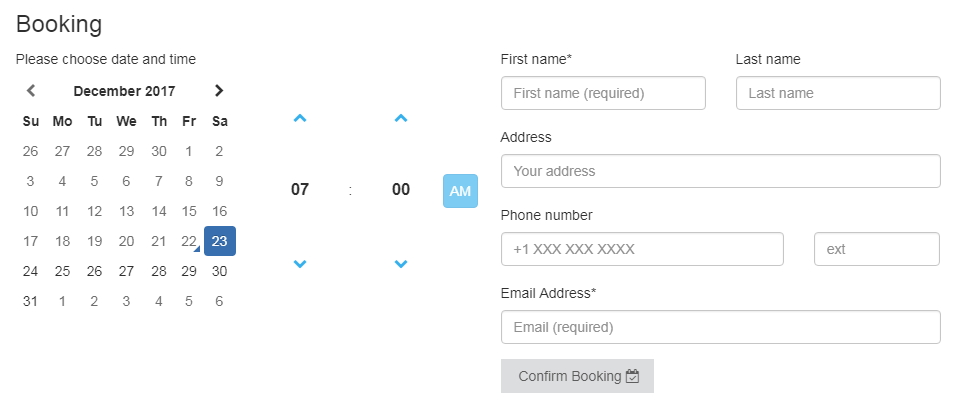 Booking
Please choose date and time
December 2017
Su Mo Tu We Th Fr Sa
26 27 28 29 30 1 2
3 4 5 6 7 8 9
10 11 12 13 14 15 16
17 18 19 20 21 22 23
24 25 26 27 28 29 30
31 1 2 3 4 5 6
07 : 00 AM
First name* Last name
First name (required) Last name
Address
Your address
Phone number
+1 XXX XXX XXXX ext
Email Address*
Email (required)
Confirm Booking